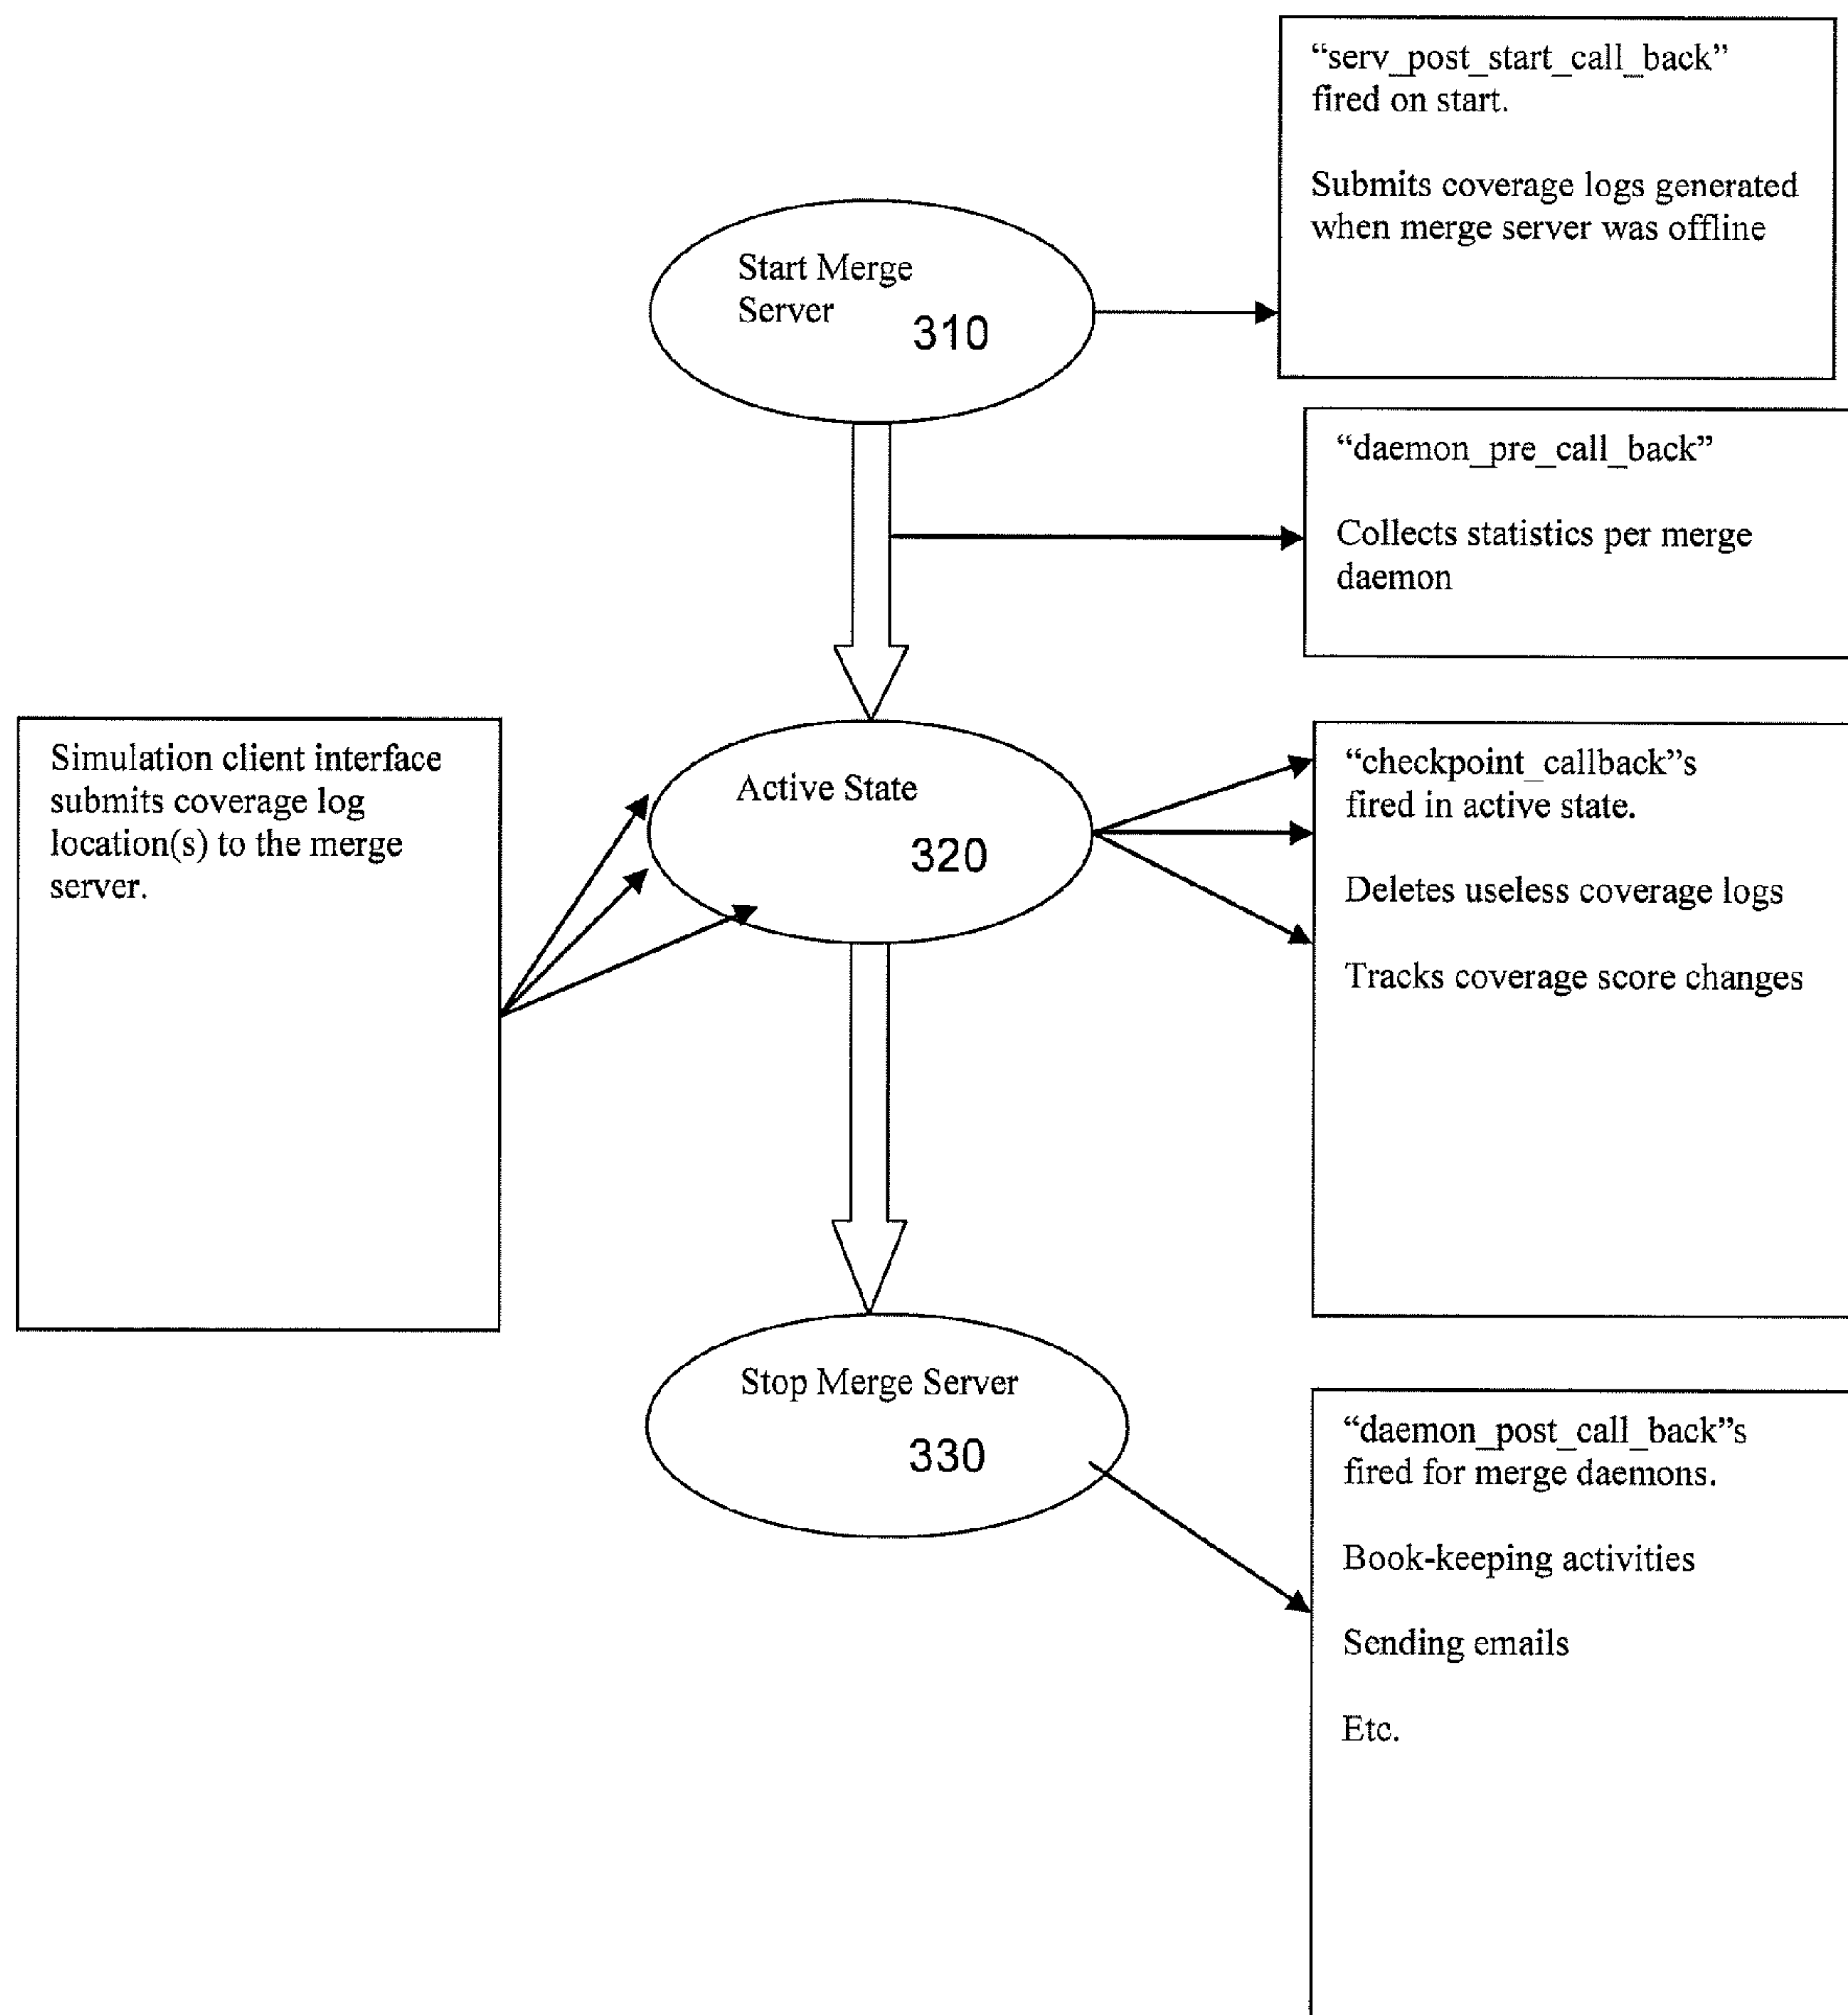 “serv_post_start_call_back”
fired on start.
Submits coverage logs generated
when merge server was offline
Start Merge
Server
310
“daemon_pre_call_back”
Collects statistics per merge
daemon
Simulation client interface
submits coverage log
location(s) to the merge
server.
Active State
320
“checkpoint_callback”s
fired in active state.
Deletes useless coverage logs
Tracks coverage score changes
Stop Merge Server
330
“daemon_post_call_back”s
fired for merge daemons.
Book-keeping activities
Sending emails
Etc.